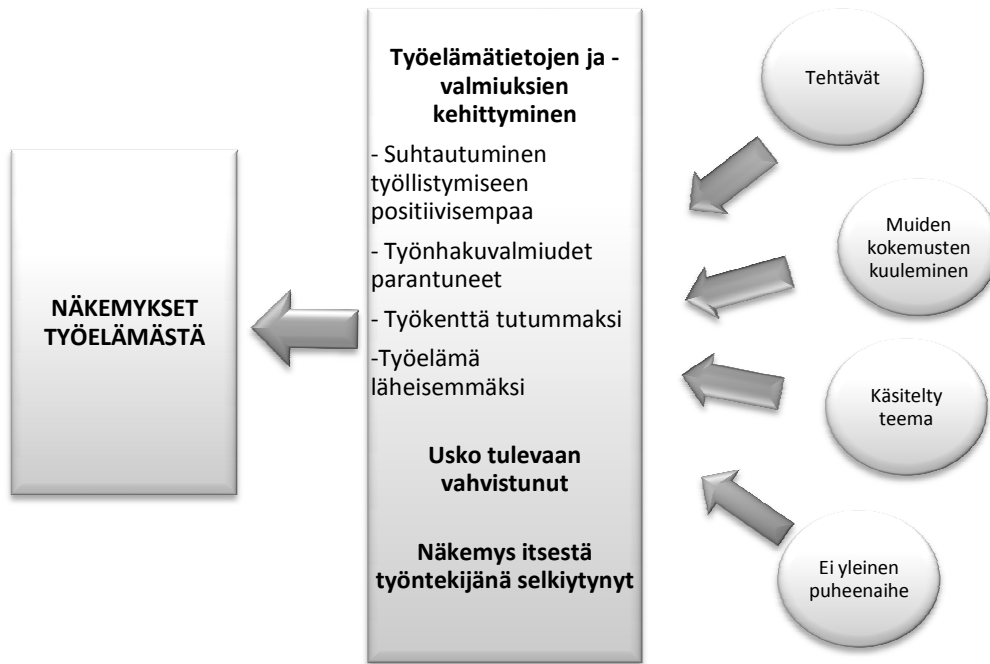 NÄKEMYKSET
TYÖELÄMÄSTÄ
Työelämätietojen ja -
valmiuksien
kehittyminen
- Suhtautuminen
työllistymiseen
positiivisempaa
- Työnhakuvalmiudet
parantuneet
- Työkenttä tutummaksi
-Työelämä
läheisemmäksi
Usko tulevaan
vahvistunut
Näkemys itsestä
työntekijänä selkiytynyt
Tehtävät
Muiden
kokemusten
kuuleminen
Käsitelty
teema
Ei yleinen
puheenaihe